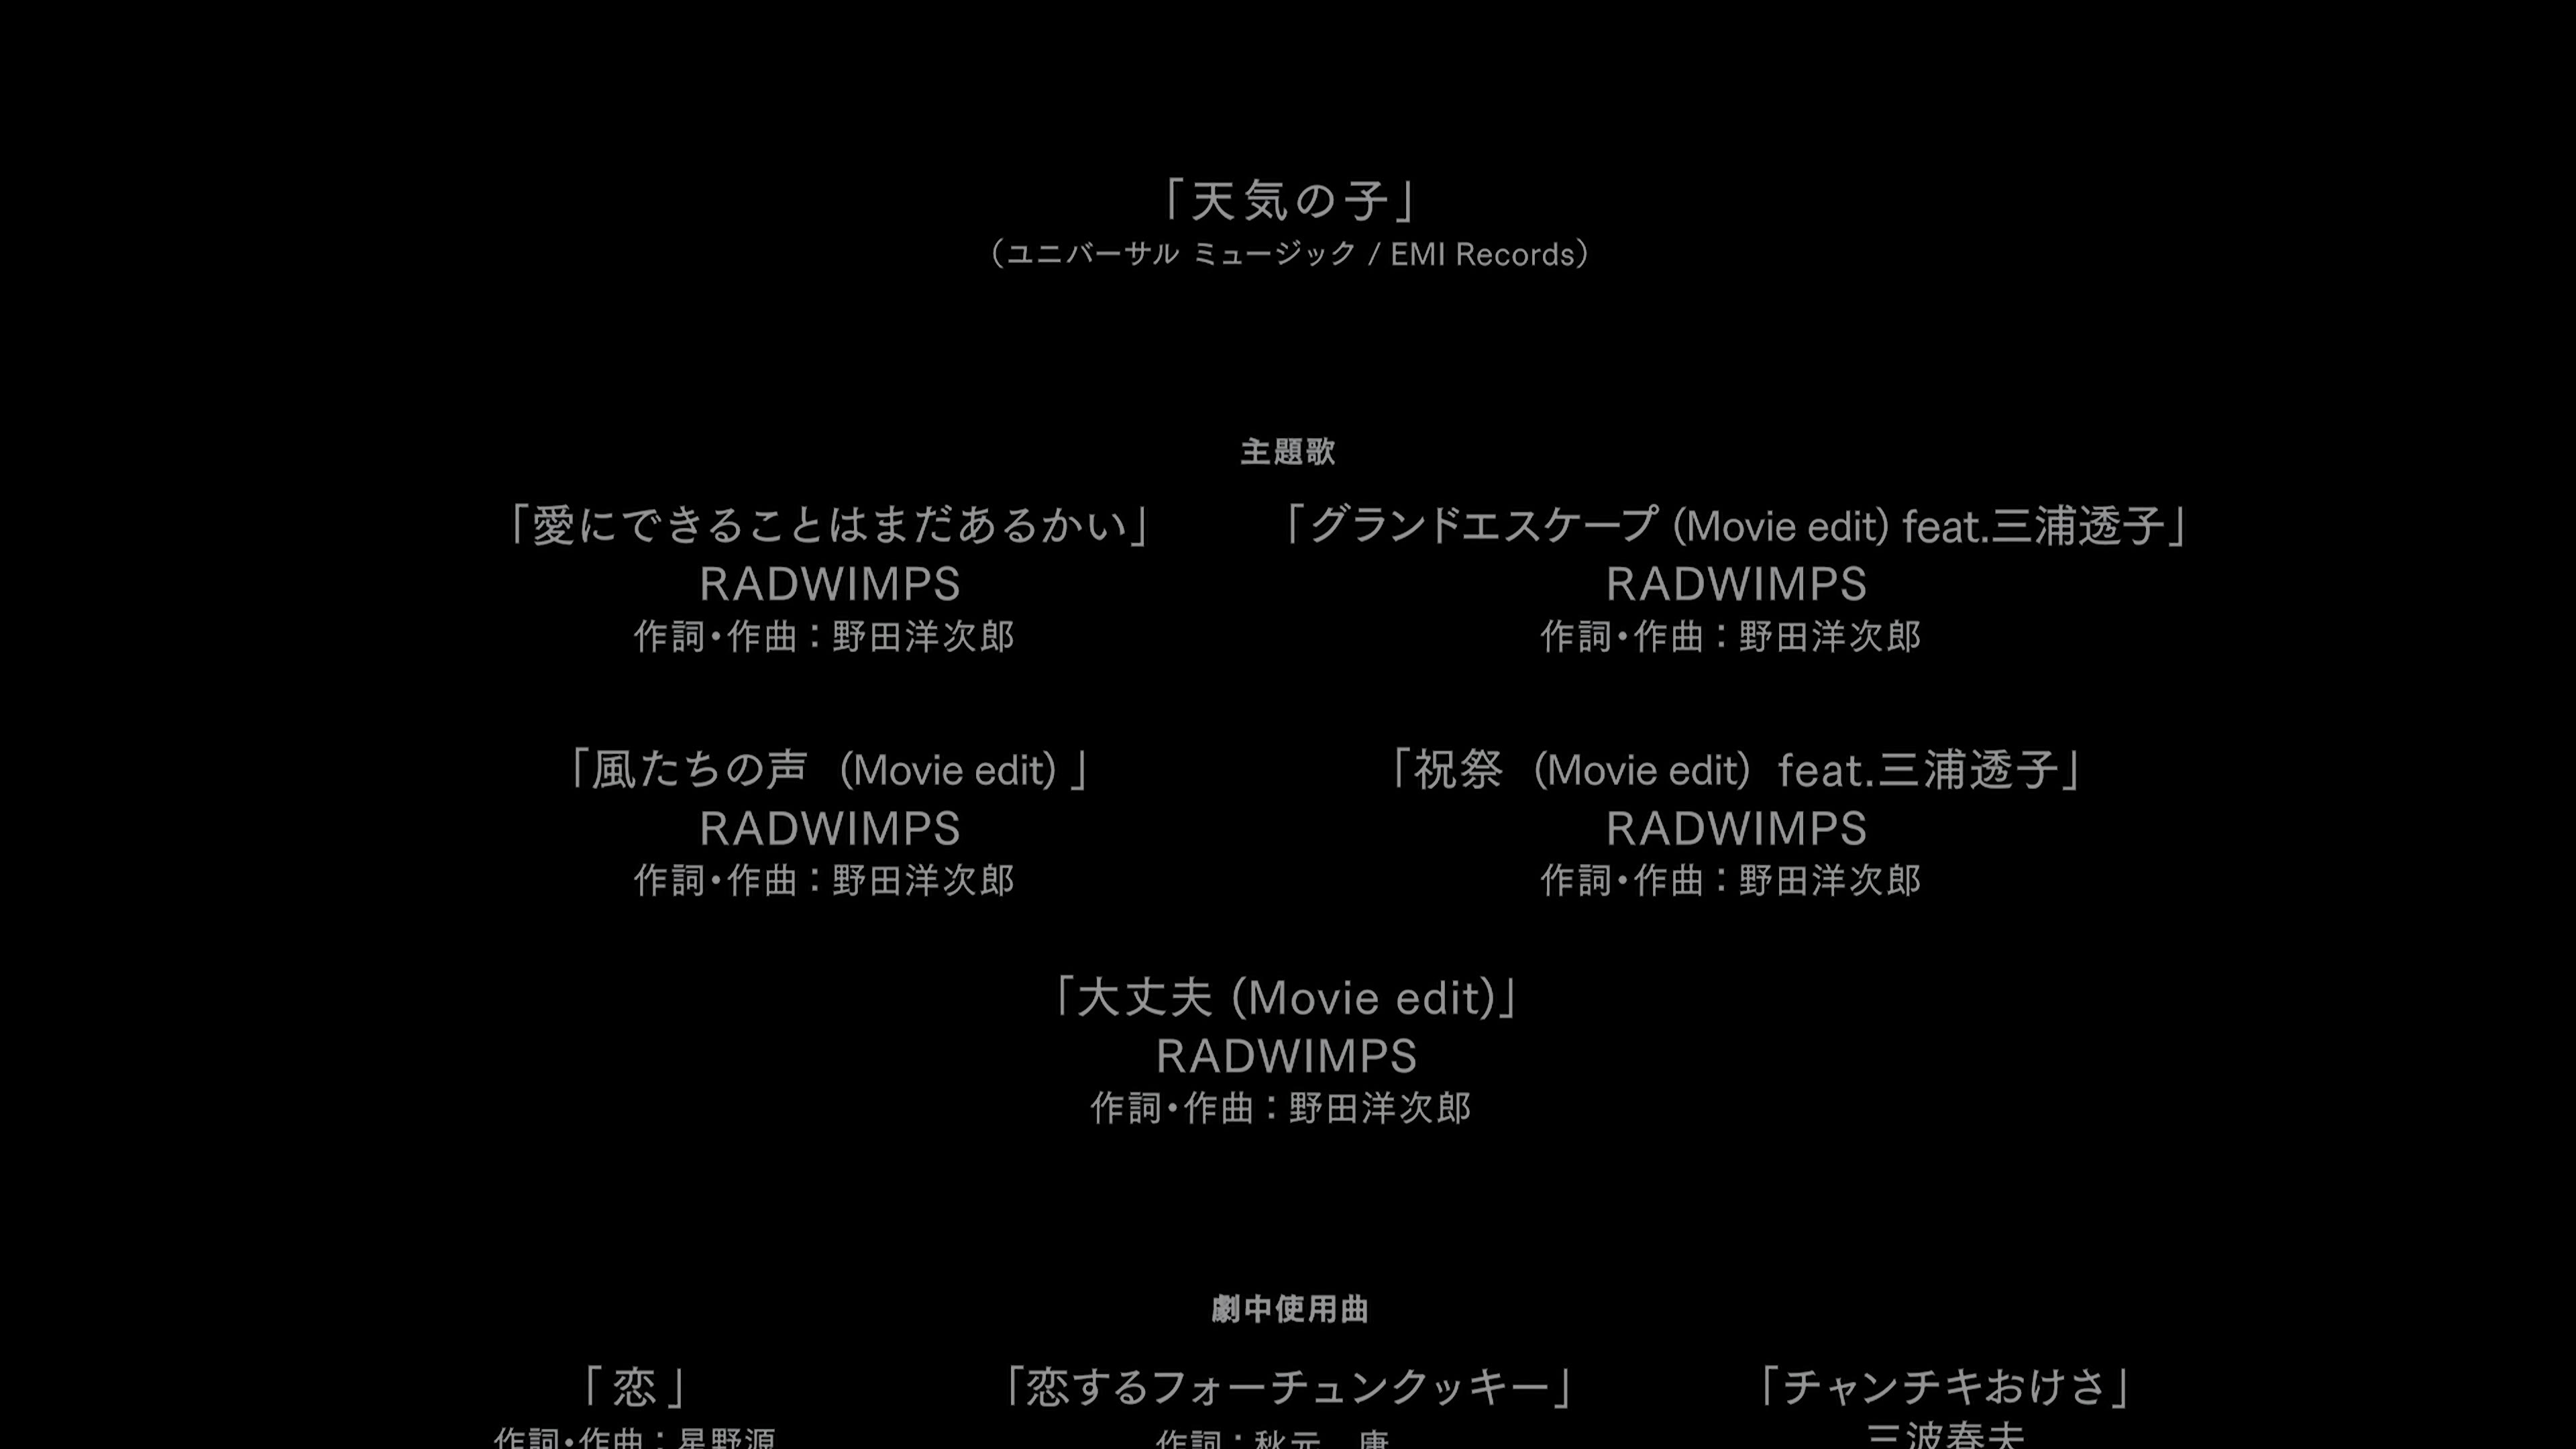 「天気の子」
（ユニバーサル ミュージック / EMI Records）
主題歌
「愛にできることはまだあるかい」
RADWIMPS
作詞・作曲：野田洋次郎
「グランドエスケープ (Movie edit) feat.三浦透子」
RADWIMPS
作詞・作曲：野田洋次郎
「風たちの声 (Movie edit) 」
RADWIMPS
作詞・作曲：野田洋次郎
「祝祭 (Movie edit) feat.三浦透子」
RADWIMPS
作詞・作曲：野田洋次郎
「大丈夫 (Movie edit)」
RADWIMPS
作詞・作曲：野田洋次郎
劇中使用曲
「恋」
作詞・作曲：星野源
「恋するフォーチュンクッキー」
作詞：秋元 康
「チャンチキおけさ」
三波春夫